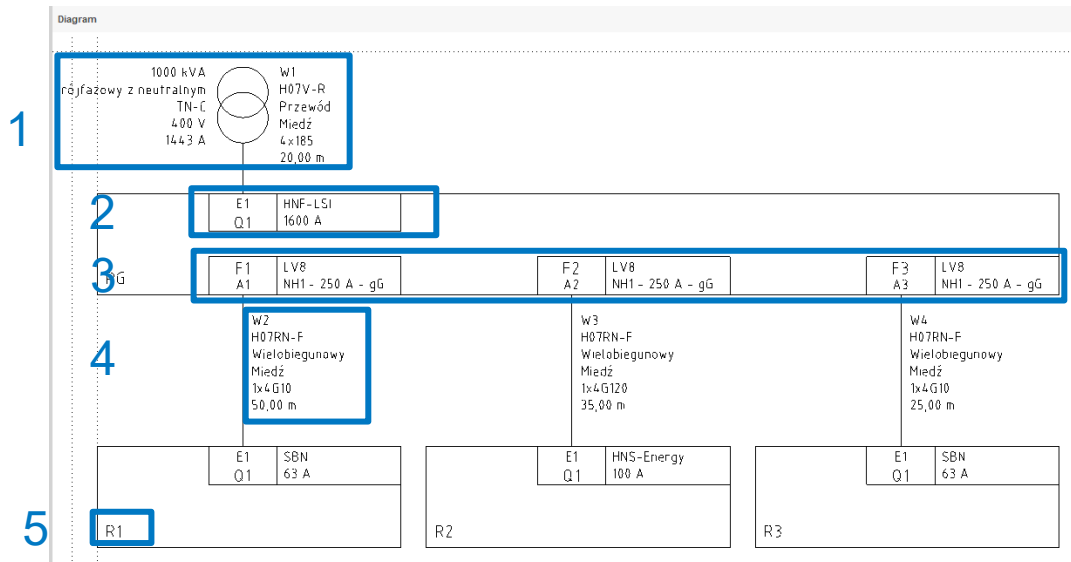 Diagram
1
1000 kVA
rójfazowy z neutralnym
TN-C
400 V
1443 A
W1
H07V-R
Przewód
Miedź
4x185
20,00 m
2
E1
Q1
HNF-LSI
1600 A
3
F1
A1
LV8
NH1 - 250 A - gG
F2
A2
LV8
NH1 - 250 A - gG
F3
A3
LV8
NH1 - 250 A - gG
4
W2
H07RN-F
Wielobiegunowy
Miedź
1x4G10
50,00 m
W3
H07RN-F
Wielobiegunowy
Miedź
1x4G120
35,00 m
W4
H07RN-F
Wielobiegunowy
Miedź
1x4G10
25,00 m
E1
Q1
SBN
63 A
E1
Q1
HNS-Energy
100 A
E1
Q1
SBN
63 A
5
R1
R2
R3